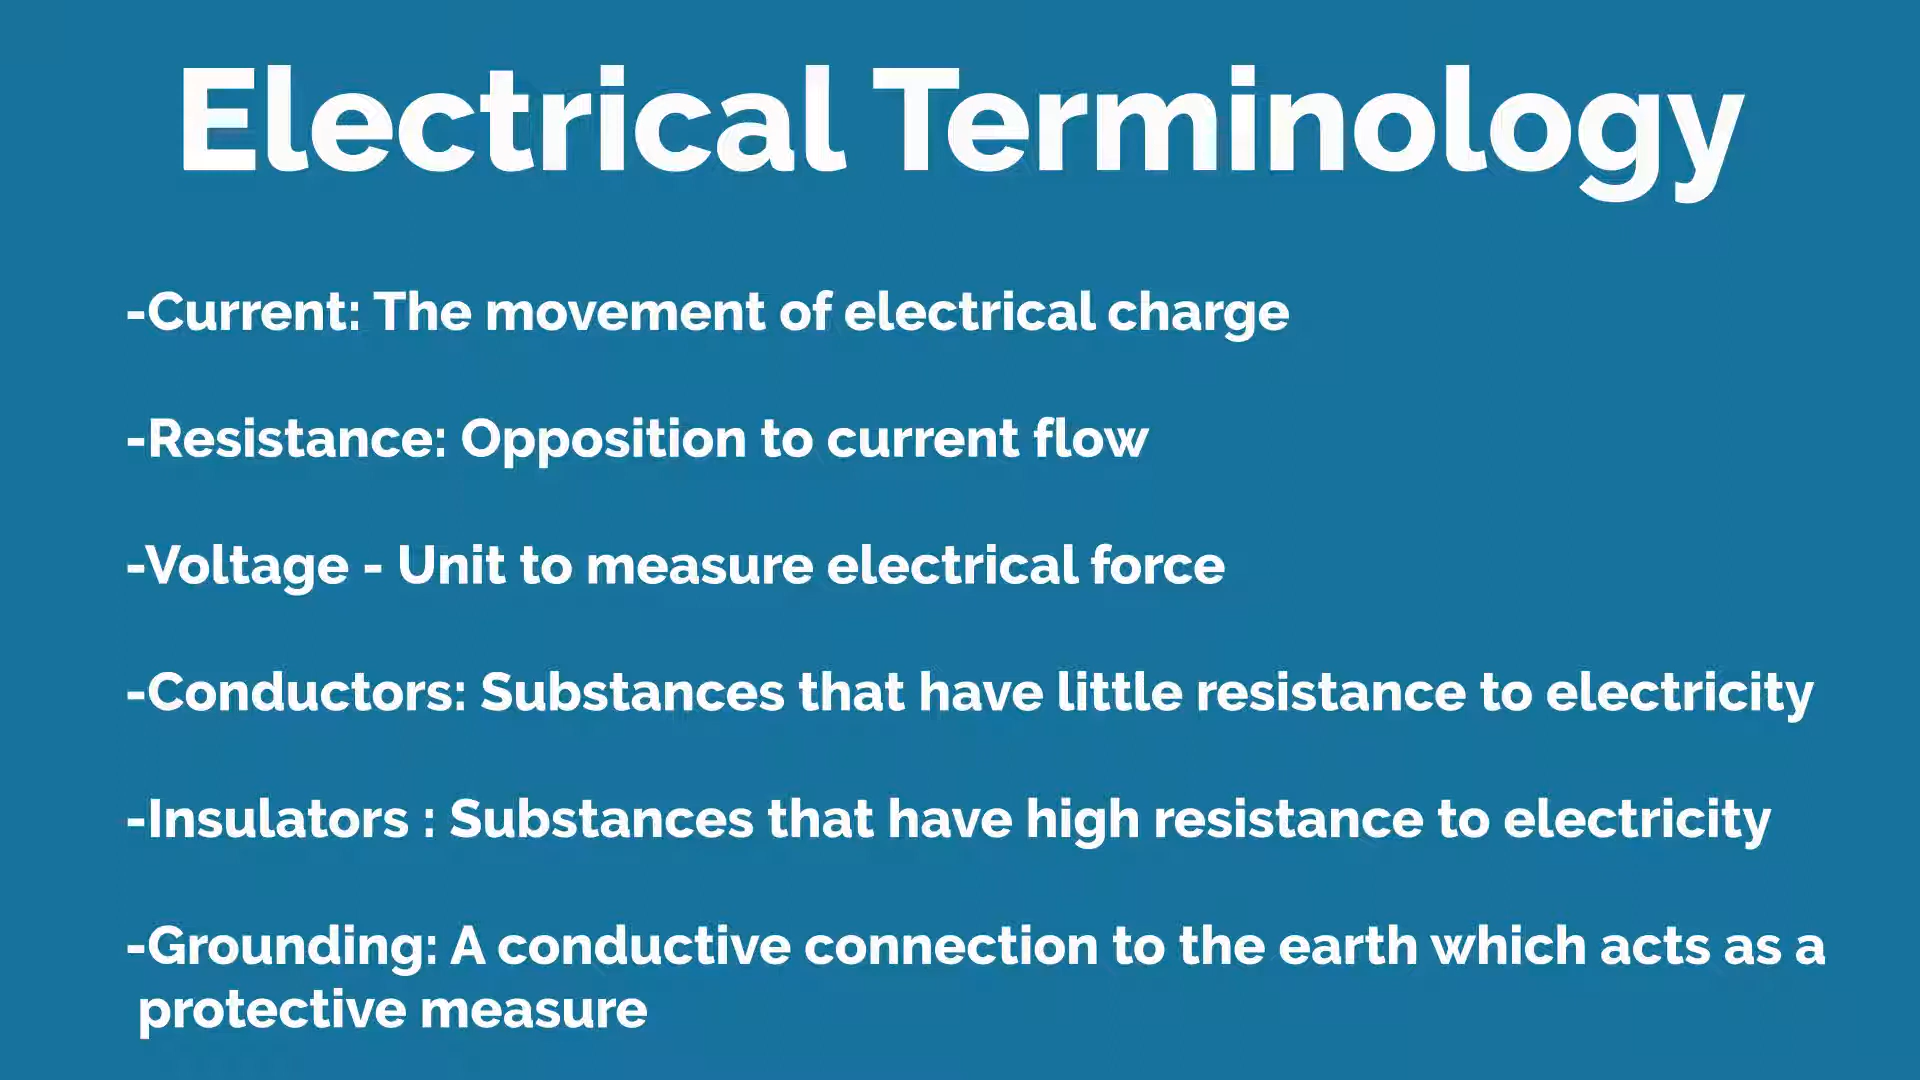 Electrical Terminology
-Current: The movement of electrical charge
-Resistance: Opposition to current flow
-Voltage - Unit to measure electrical force
-Conductors: Substances that have little resistance to electricity
-Insulators : Substances that have high resistance to electricity
-Grounding: A conductive connection to the earth which acts as a
protective measure